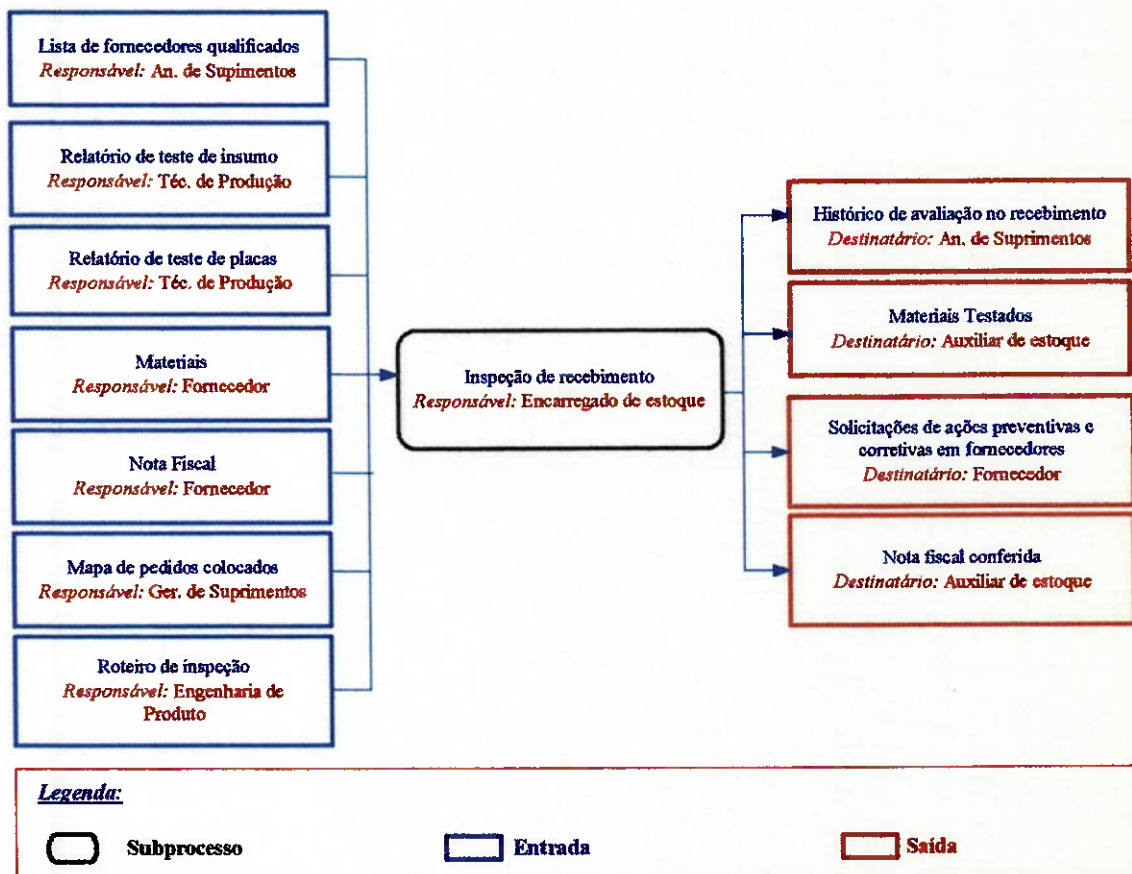 Lista de fornecedores qualificados
Responsável: An. de Supimentos
Relatório de teste de insumo
Responsável: Téc. de Produção
Relatório de teste de placas
Responsável: Téc. de Produção
Materiais
Responsável: Fornecedor
Nota Fiscal
Responsável: Fornecedor
Mapa de pedidos colocados
Responsável: Ger. de Suprimentos
Roteiro de inspeção
Responsável: Engenharia de
Produto
Inspeção de recebimento
Responsável: Encarregado de estoque
Histórico de avaliação no recebimento
Destinatário: An. de Suprimentos
Materiais Testados
Destinatário: Auxiliar de estoque
Solicitações de ações preventivas e
corretivas em fornecedores
Destinatário: Fornecedor
Nota fiscal conferida
Destinatário: Auxiliar de estoque
Legenda:
Subprocesso
Entrada
Saída